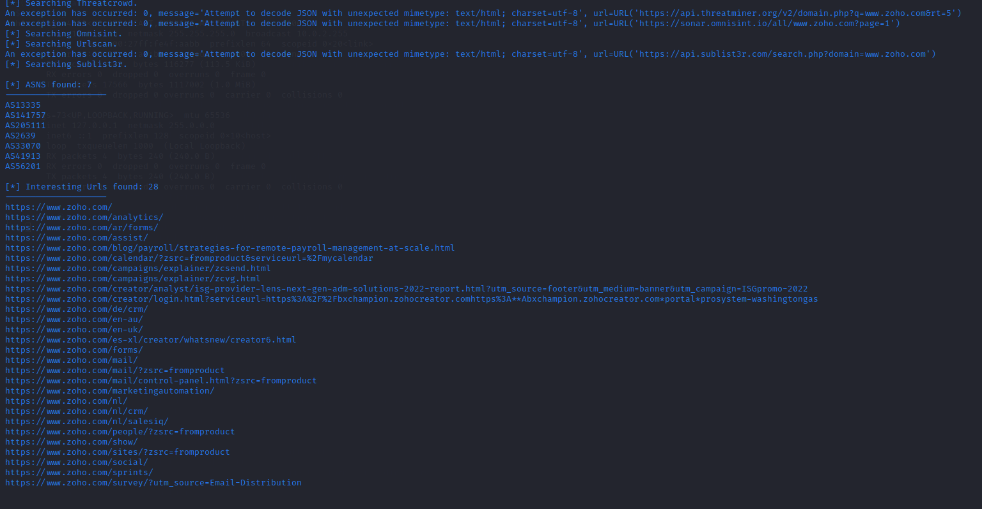 [*] Searching Threatcrowd.
An exception has occurred: 0, message='Attempt to decode JSON with unexpected mimetype: text/html; charset=utf-8', url=URL('https://api.threatminer.org/v2/domain.php?q=www.zoho.com&rt=5')
An exception has occurred: 0, message='Attempt to decode JSON with unexpected mimetype: text/html; charset=utf-8', url=URL('https://sonar.omnisint.io/all/www.zoho.com?page=1')
[*] Searching Omnisint.
[*] Searching Urlscan.
An exception has occurred: 0, message='Attempt to decode JSON with unexpected mimetype: text/html; charset=utf-8', url=URL('https://api.sublist3r.com/search.php?domain=www.zoho.com')
[*] Searching Sublist3r.
[*] ASNS found: 7
--------------------
AS13335
AS141757
AS205111
AS2639
AS33070
AS41913
AS56201
[*] Interesting Urls found: 28
--------------------
https://www.zoho.com/
https://www.zoho.com/analytics/
https://www.zoho.com/ar/forms/
https://www.zoho.com/assist/
https://www.zoho.com/blog/payroll/strategies-for-remote-payroll-management-at-scale.html
https://www.zoho.com/calendar/?zsrc=fromproduct&serviceurl=%2Fmycalendar
https://www.zoho.com/campaigns/explainer/zcsend.html
https://www.zoho.com/campaigns/explainer/zcvg.html
https://www.zoho.com/creator/analyst/isg-provider-lens-next-gen-adm-solutions-2022-report.html?utm_source=footer&utm_medium=banner&utm_campaign=ISGpromo-2022
https://www.zoho.com/creator/login.html?serviceurl=https%3A%2F%2Fbxchampion.zohocreator.comhttps%3A**Abxchampion.zohocreator.com*portal*prosystem-washingtongas
https://www.zoho.com/de/crm/
https://www.zoho.com/en-au/
https://www.zoho.com/en-uk/
https://www.zoho.com/es-xl/creator/whatsnew/creator6.html
https://www.zoho.com/forms/
https://www.zoho.com/mail/
https://www.zoho.com/mail/?zsrc=fromproduct
https://www.zoho.com/mail/control-panel.html?zsrc=fromproduct
https://www.zoho.com/marketingautomation/
https://www.zoho.com/nl/
https://www.zoho.com/nl/crm/
https://www.zoho.com/nl/salesiq/
https://www.zoho.com/people/?zsrc=fromproduct
https://www.zoho.com/show/
https://www.zoho.com/sites/?zsrc=fromproduct
https://www.zoho.com/social/
https://www.zoho.com/sprints/
https://www.zoho.com/survey/?utm_source=Email-Distribution